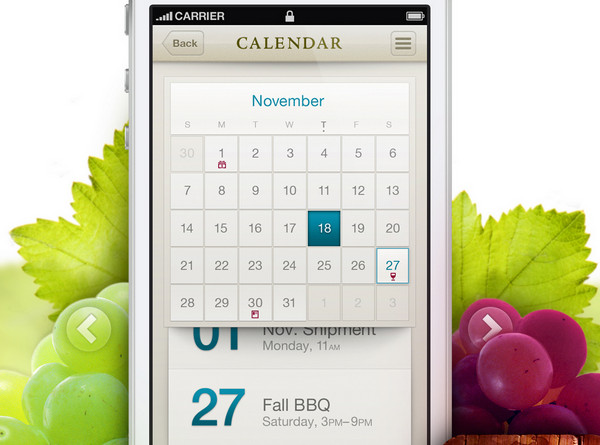 CARRIER
Back CALENDAR
November
S M T W T F S
30 1 2 3 4 5 6
7 8 9 10 11 12 13
14 15 16 17 18 19 20
21 22 23 24 25 26 27
28 29 30 31 1 2 3
01 Nov. Shipment
Monday, 11AM
27 Fall BBQ
Saturday, 3PM–9PM